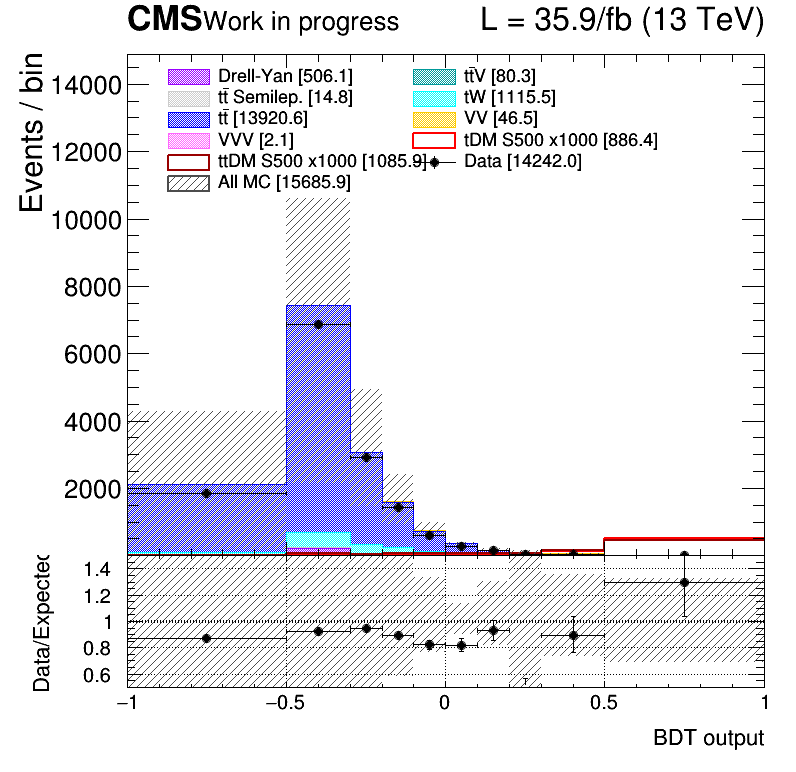 CMS Work in progress L = 35.9/fb (13 TeV)
Events / bin
14000
12000
10000
8000
6000
4000
2000
Drell-Yan [506.1]
tt̄ Semilep. [14.8]
tt̄ [13920.6]
VVV [2.1]
ttDM S500 x1000 [1085.9]
All MC [15685.9]
tt̄V [80.3]
tW [1115.5]
VV [46.5]
tDM S500 x1000 [886.4]
Data [14242.0]
Data/Expected
1.4
1.2
1
0.8
0.6
−1 −0.5 0 0.5 1
BDT output